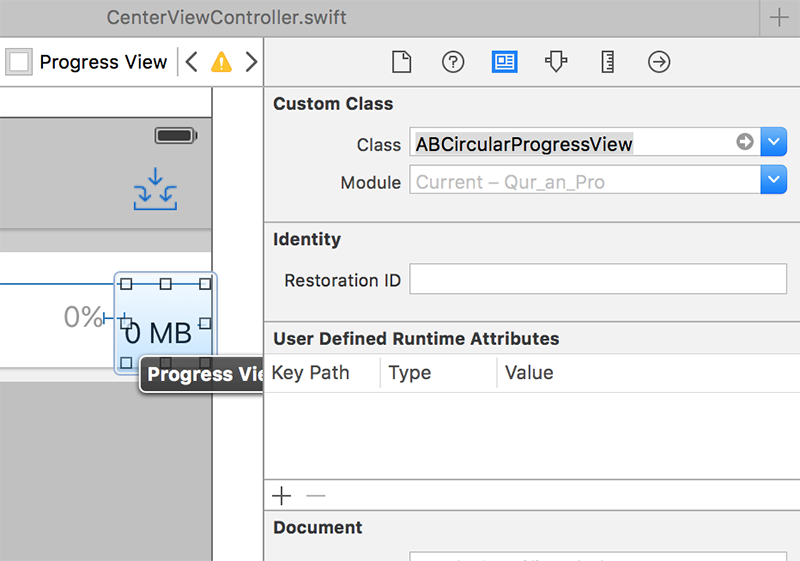 CenterViewController.swift
Progress View
Custom Class
Class ABCircularProgressView
Module Current – Qur_an_Pro
Identity
Restoration ID
0%
0 MB
Progress Vie
User Defined Runtime Attributes
Key Path Type Value
Document